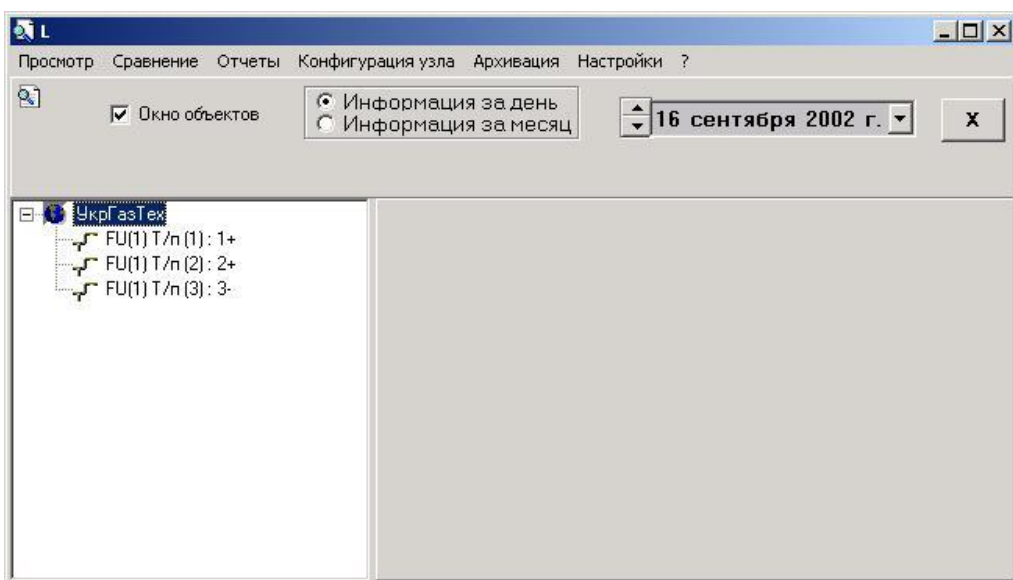 L
Просмотр Сравнение Отчеты Конфигурация узла Архивация Настройки ?
Окно объектов
Информация за день
Информация за месяц
16 сентября 2002 г.
X
УкрГазТех
FU(1) Т/п (1) : 1+
FU(1) Т/п (2) : 2+
FU(1) Т/п (3) : 3-